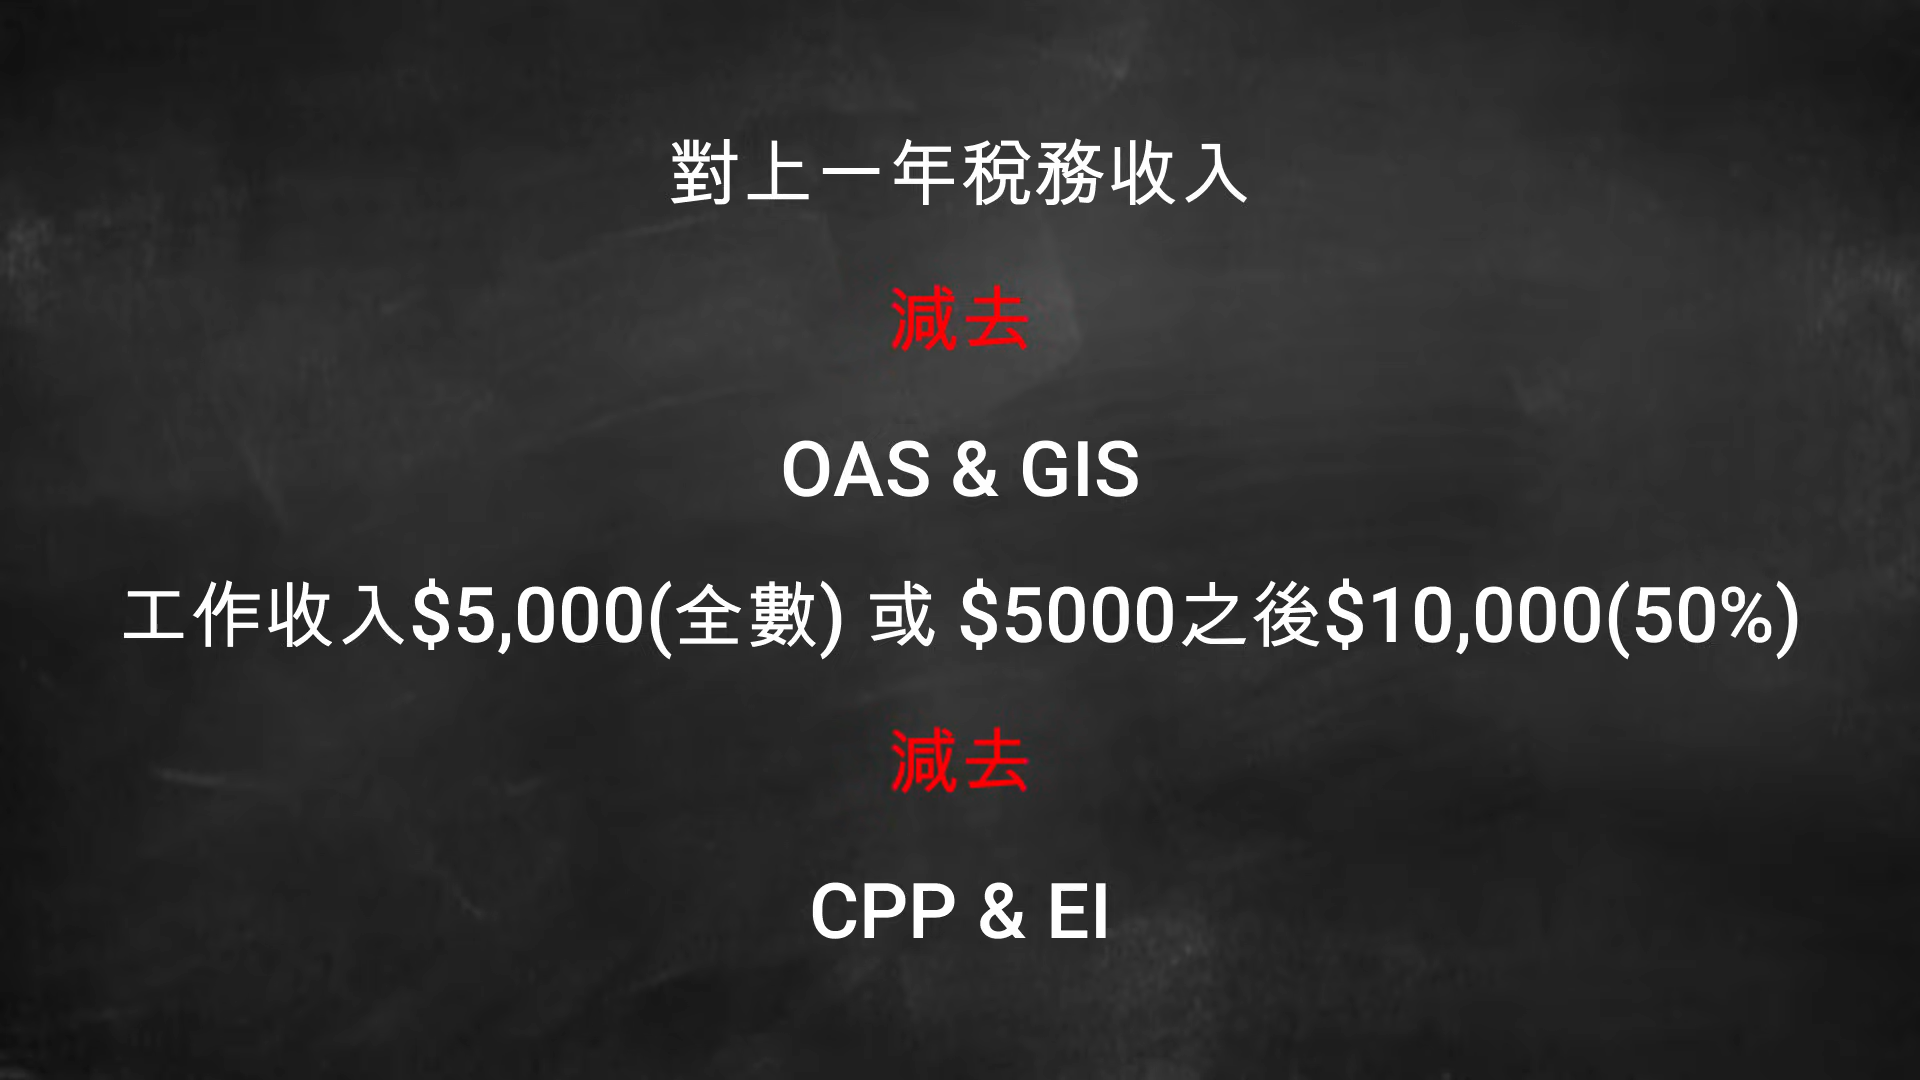 對上一年稅務收入
減去
OAS & GIS
工作收入$5,000(全數) 或 $5000之後$10,000(50%)
減去
CPP & EI